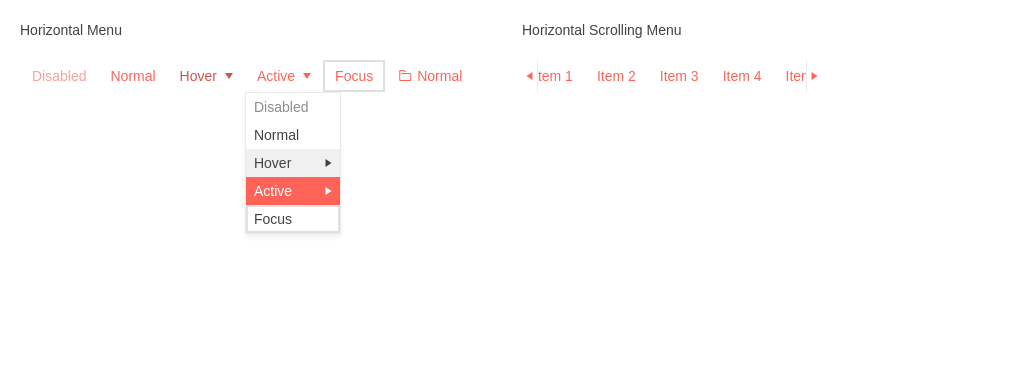 Horizontal Menu
Disabled Normal Hover Active Focus Normal
Disabled
Normal
Hover
Active
Focus
Horizontal Scrolling Menu
tem 1 Item 2 Item 3 Item 4 Iter